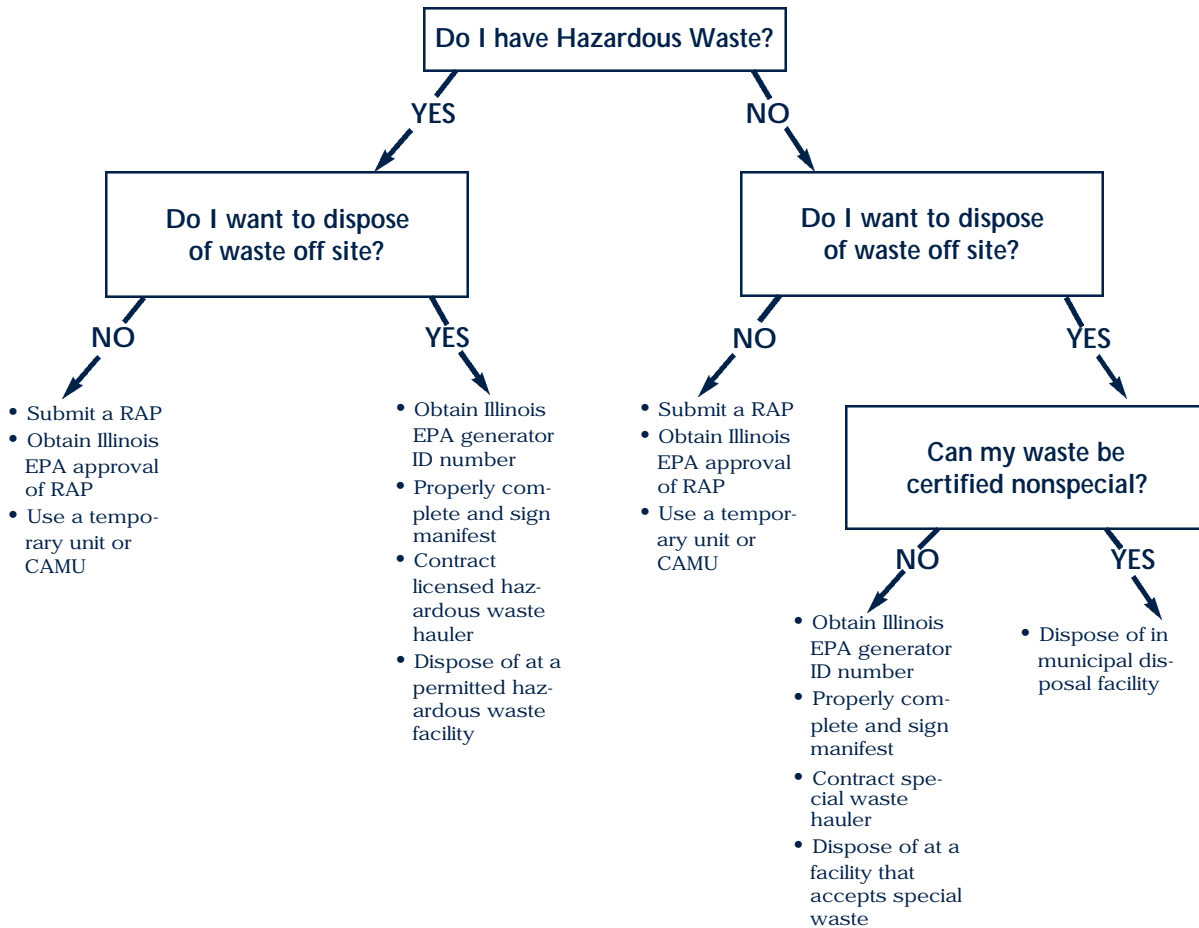 Do I have Hazardous Waste?
YES
NO
Do I want to dispose
of waste off site?
Do I want to dispose
of waste off site?
NO
YES
NO
YES
• Submit a RAP
• Obtain Illinois
EPA approval
of RAP
• Use a tempo-
rary unit or
CAMU
• Obtain Illinois
EPA generator
ID number
• Properly com-
plete and sign
manifest
• Contract
licensed haz-
ardous waste
hauler
• Dispose of at a
permitted haz-
ardous waste
facility
• Submit a RAP
• Obtain Illinois
EPA approval
of RAP
• Use a tempor-
ary unit or
CAMU
Can my waste be
certified nonspecial?
NO
YES
• Obtain Illinois
EPA generator
ID number
• Properly com-
plete and sign
manifest
• Contract spe-
cial waste
hauler
• Dispose of at a
facility that
accepts special
waste
• Dispose of in
municipal dis-
posal facility